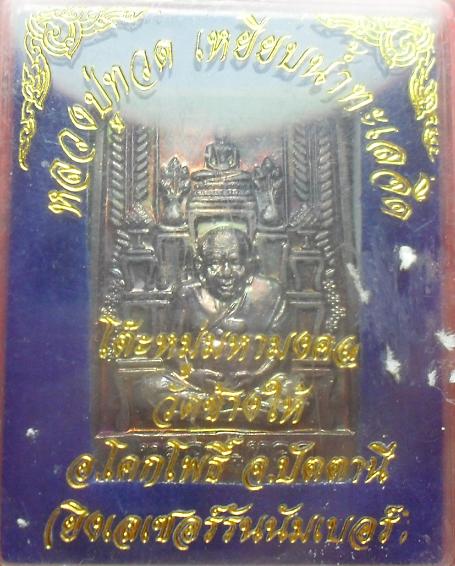 หลวงปู่ทวด เหยียบน้ำทะเลจืด
โต๊ะหมู่มหามงคล
วัดช้างให้
อ.โคกโพธิ์ จ.ปัตตานี
(ยิงเลเซอร์รันนัมเบอร์)